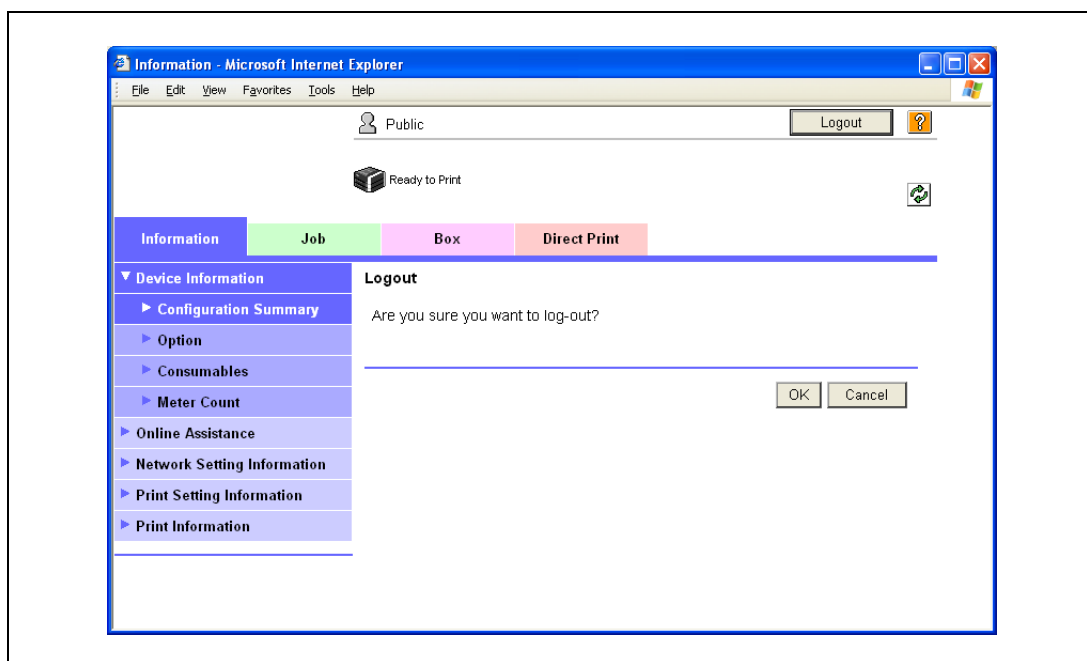 Information - Microsoft Internet Explorer
File Edit View Favorites Tools Help
Public Logout ?
Ready to Print
Information Job Box Direct Print
Device Information
Configuration Summary
Option
Consumables
Meter Count
Online Assistance
Network Setting Information
Print Setting Information
Print Information
Logout
Are you sure you want to log-out?
OK Cancel